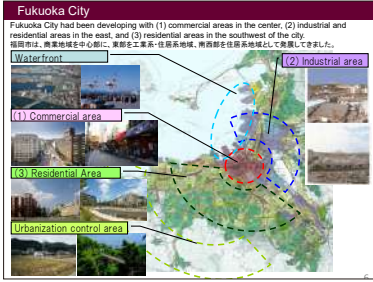 Fukuoka City
Fukuoka City had been developing with (1) commercial areas in the center, (2) industrial and
residential areas in the east, and (3) residential areas in the southwest of the city.
福岡市は、商業地域を中心部に、東部を工業系・住居系地域、南西部を住居系地域として発展してきました。
Waterfront
(2) Industrial area
(1) Commercial area
(3) Residential Area
Urbanization control area
6